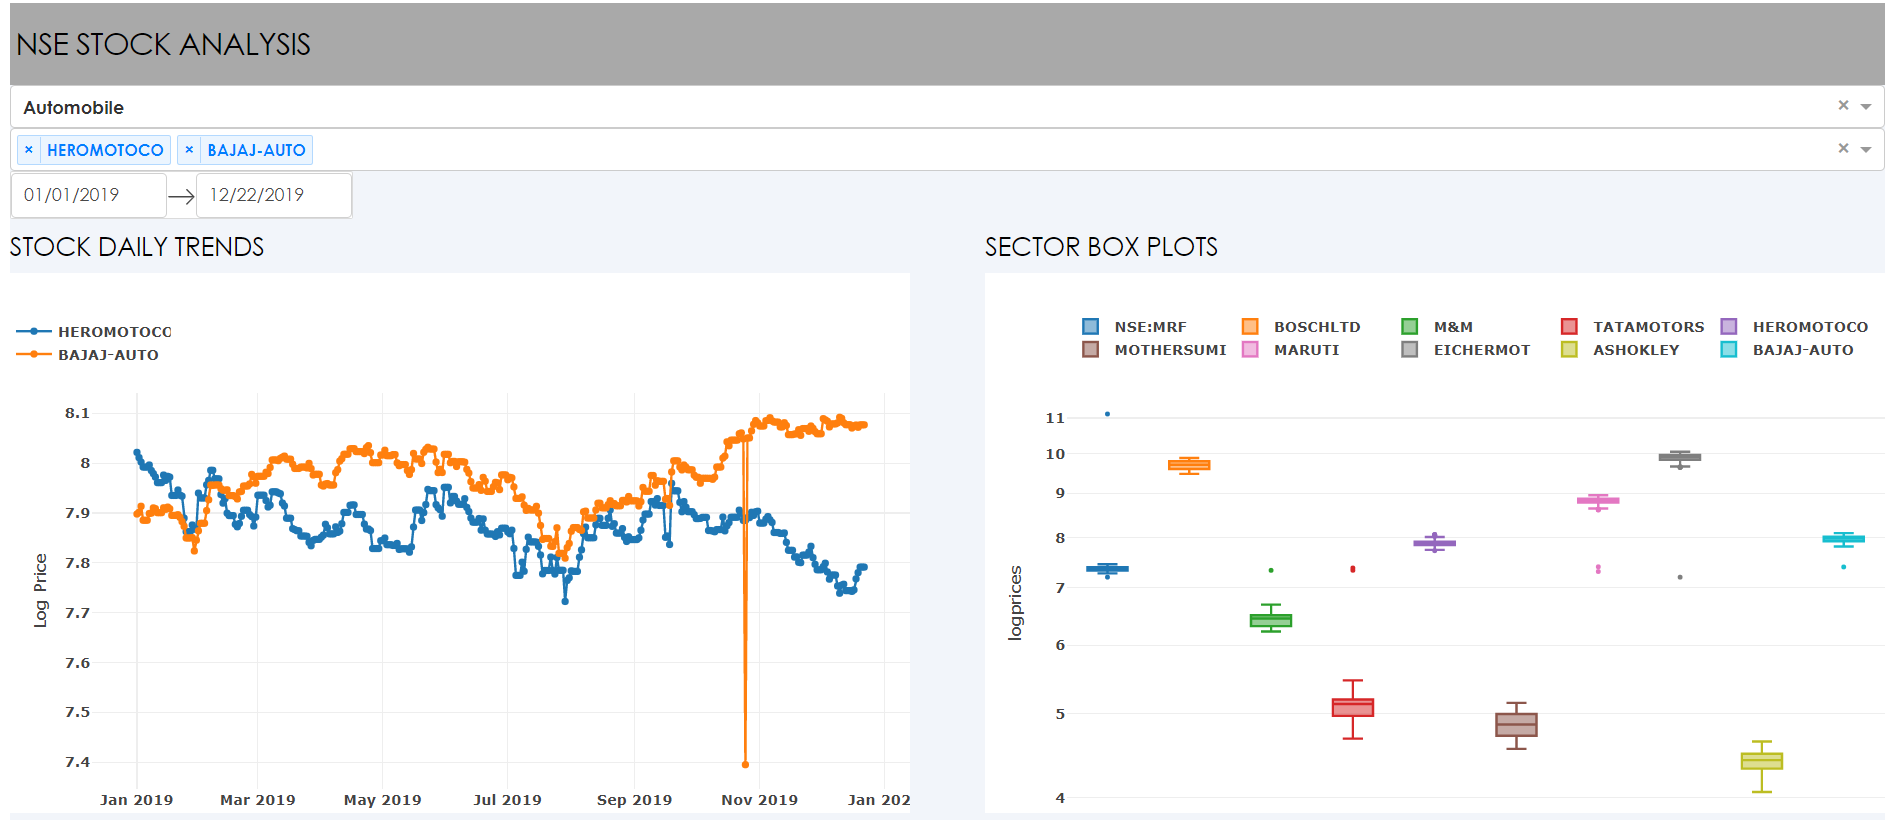 NSE STOCK ANALYSIS
Automobile
× HEROMOTOCO × BAJAJ-AUTO
01/01/2019 → 12/22/2019
STOCK DAILY TRENDS
HEROMOTOCO
BAJAJ-AUTO
8.1
8
7.9
7.8
7.7
7.6
7.5
7.4
Log Price
Jan 2019 Mar 2019 May 2019 Jul 2019 Sep 2019 Nov 2019 Jan 202
SECTOR BOX PLOTS
NSE:MRF BOSCHLTD M&M TATAMOTORS HEROMOTOCO
MOTHERSUMI MARUTI EICHERMOT ASHOKLEY BAJAJ-AUTO
11
10
9
8
7
6
5
4
logprices